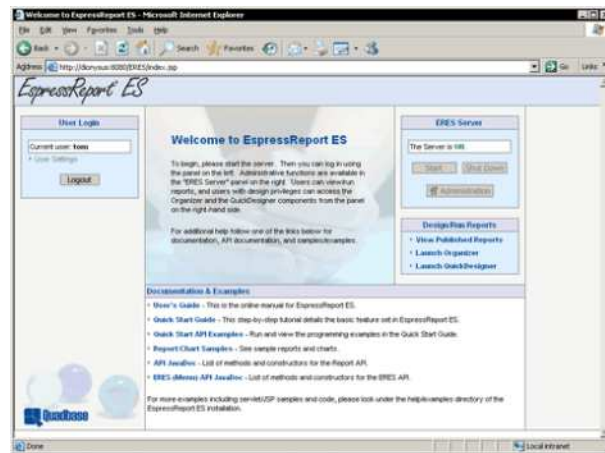 Welcome to EspressReport ES - Microsoft Internet Explorer
File Edit View Favorites Tools Help
Back Search Favorites
Address http://dionysus:8080/ERES/index.jsp Go Links
EspressReport ES
User Login
Current user: tom
User Settings
Logout
Welcome to EspressReport ES
To begin, please start the server. Then you can log in using
the panel on the left. Administrative functions are available in
the "ERES Server" panel on the right. Users can view/run
reports, and users with design privileges can access the
Organizer and the QuickDesigner components from the panel
on the right-hand side.
For additional help follow one of the links below for
documentation, API documentation, and samples/examples.
ERES Server
The Server is
Start Shut Down
Administration
Design/Run Reports
View Published Reports
Launch Organizer
Launch QuickDesigner
Documentation & Examples
User's Guide - This is the online manual for EspressReport ES.
Quick Start Guide - This step-by-step tutorial details the basic feature set in EspressReport ES.
Quick Start API Examples - Run and view the programming examples in the Quick Start Guide.
Report/Chart Samples - See sample reports and charts.
API JavaDoc - List of methods and constructors for the Report API.
ERES (Menu) API JavaDoc - List of methods and constructors for the ERES API.
For more examples including servlet/JSP samples and code, please look under the help/examples directory of the
EspressReport ES installation.
Quadbase
Done Local intranet